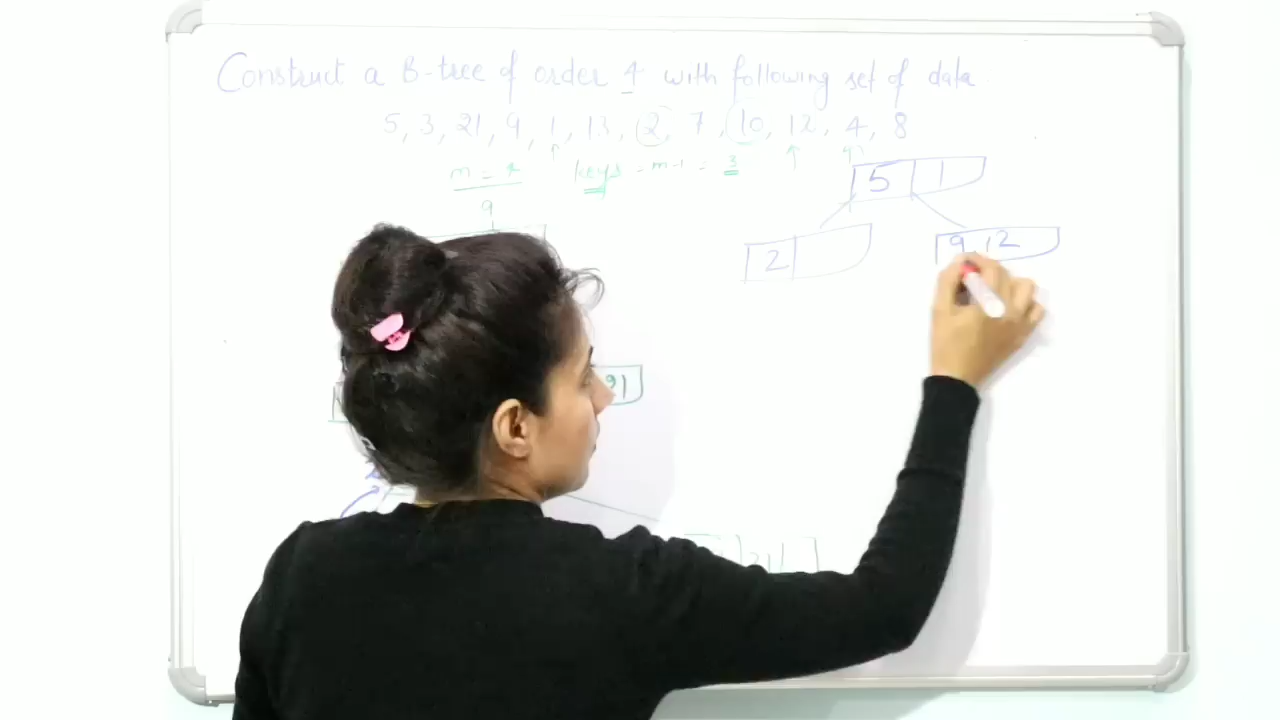 Construct a B-tree of order 4 with following set of data.
5, 3, 21, 9, 1, 13, 2, 7, 10, 12, 4, 8
m = 4 keys - m-1 = 3
5
9
2 9 12
21